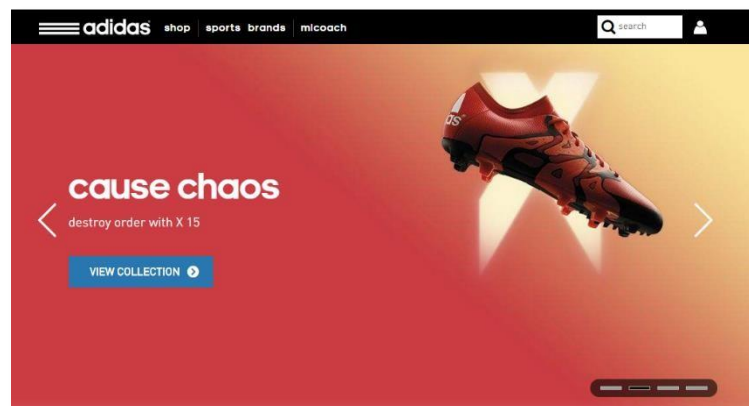 adidas shop sports brands micoach search
cause chaos
destroy order with X 15
VIEW COLLECTION
X